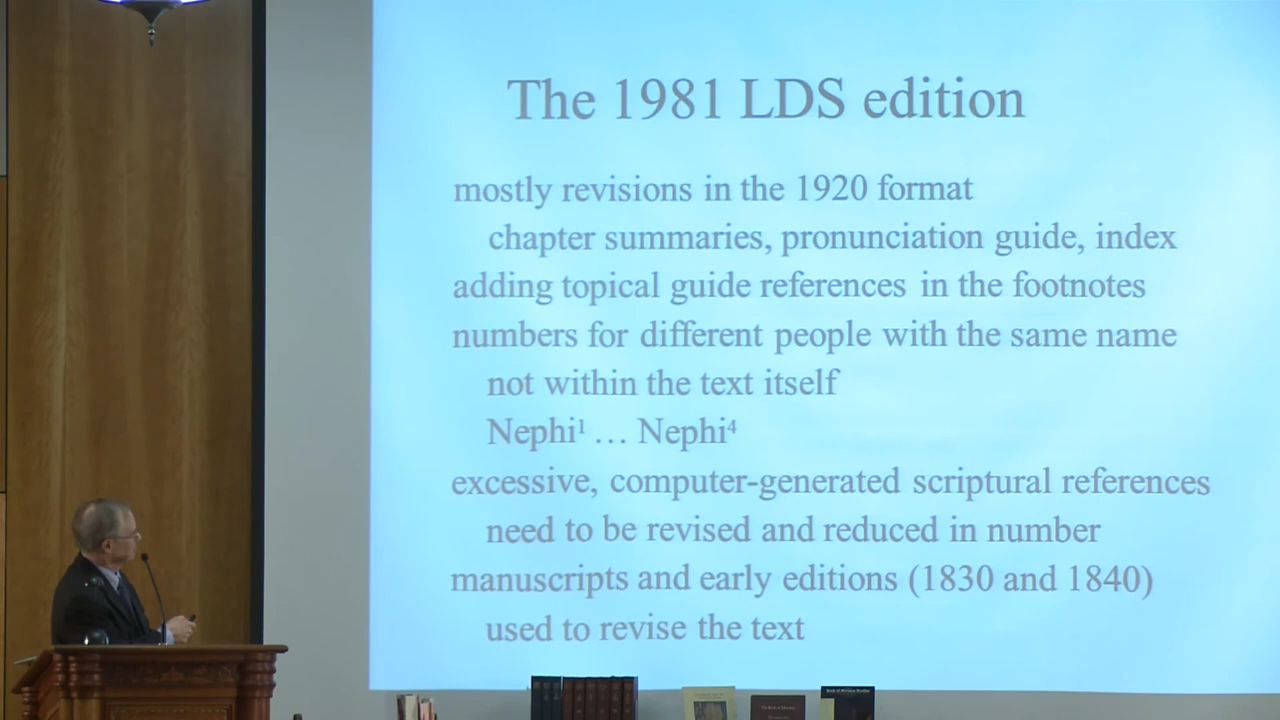 The 1981 LDS edition
mostly revisions in the 1920 format
chapter summaries, pronunciation guide, index
adding topical guide references in the footnotes
numbers for different people with the same name
not within the text itself
Nephi¹ … Nephi⁴
excessive, computer-generated scriptural references
need to be revised and reduced in number
manuscripts and early editions (1830 and 1840)
used to revise the text